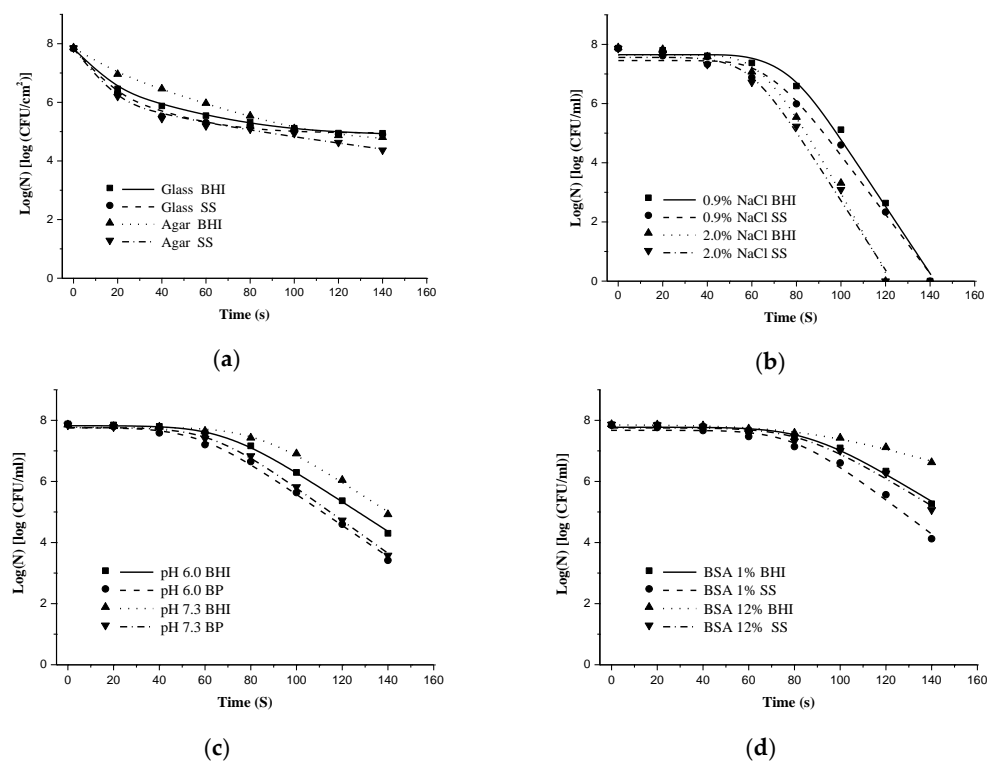 8
6
4
2
0
Log(N) [log (CFU/cm²)]
Glass BHI
Glass SS
Agar BHI
Agar SS
0 20 40 60 80 100 120 140 160
Time (s)
(a)
8
6
4
2
0
Log(N) [log (CFU/ml)]
0.9% NaCl BHI
0.9% NaCl SS
2.0% NaCl BHI
2.0% NaCl SS
0 20 40 60 80 100 120 140 160
Time (S)
(b)
10
8
6
4
2
0
Log(N) [log (CFU/ml)]
pH 6.0 BHI
pH 6.0 BP
pH 7.3 BHI
pH 7.3 BP
0 20 40 60 80 100 120 140 160
Time (S)
(c)
10
8
6
4
2
0
Log(N) [log (CFU/ml)]
BSA 1% BHI
BSA 1% SS
BSA 12% BHI
BSA 12% SS
0 20 40 60 80 100 120 140 160
Time (s)
(d)